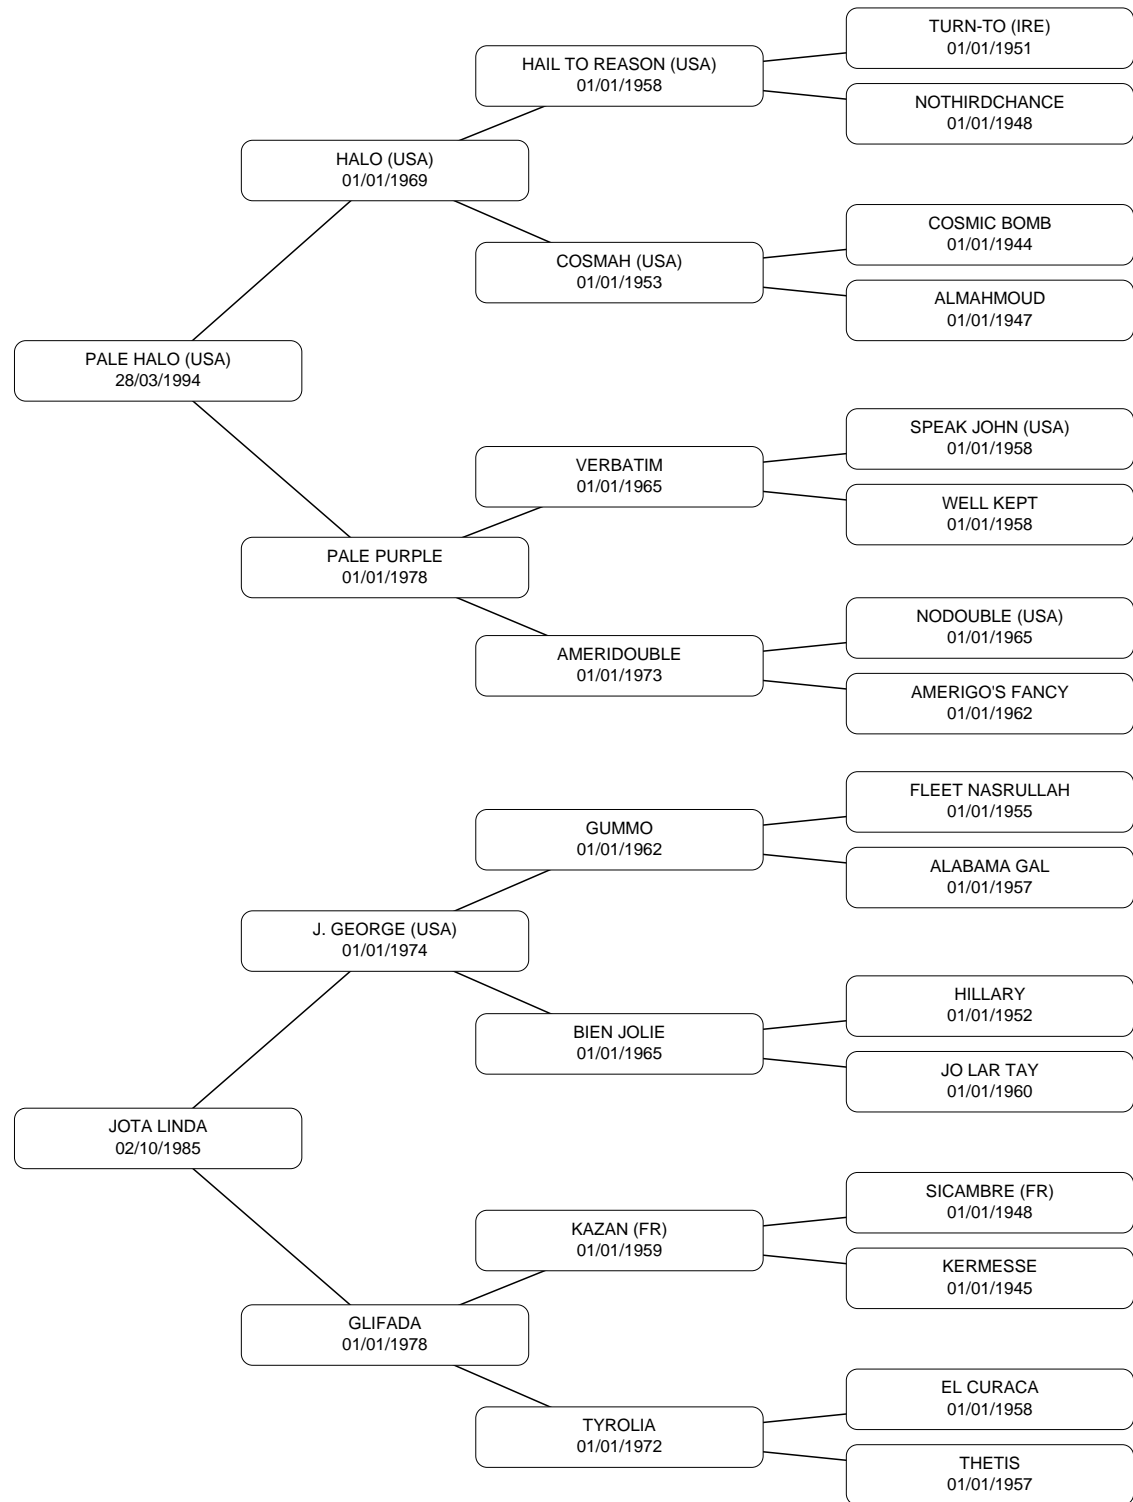 TURN-TO (IRE)
01/01/1951
HAIL TO REASON (USA)
01/01/1958
NOTHIRDCHANCE
01/01/1948
HALO (USA)
01/01/1969
COSMIC BOMB
01/01/1944
COSMAH (USA)
01/01/1953
ALMAHMOUD
01/01/1947
PALE HALO (USA)
28/03/1994
SPEAK JOHN (USA)
01/01/1958
VERBATIM
01/01/1965
WELL KEPT
01/01/1958
PALE PURPLE
01/01/1978
NODOUBLE (USA)
01/01/1965
AMERIDOUBLE
01/01/1973
AMERIGO'S FANCY
01/01/1962
FLEET NASRULLAH
01/01/1955
GUMMO
01/01/1962
ALABAMA GAL
01/01/1957
J. GEORGE (USA)
01/01/1974
HILLARY
01/01/1952
BIEN JOLIE
01/01/1965
JO LAR TAY
01/01/1960
JOTA LINDA
02/10/1985
SICAMBRE (FR)
01/01/1948
KAZAN (FR)
01/01/1959
KERMESSE
01/01/1945
GLIFADA
01/01/1978
EL CURACA
01/01/1958
TYROLIA
01/01/1972
THETIS
01/01/1957